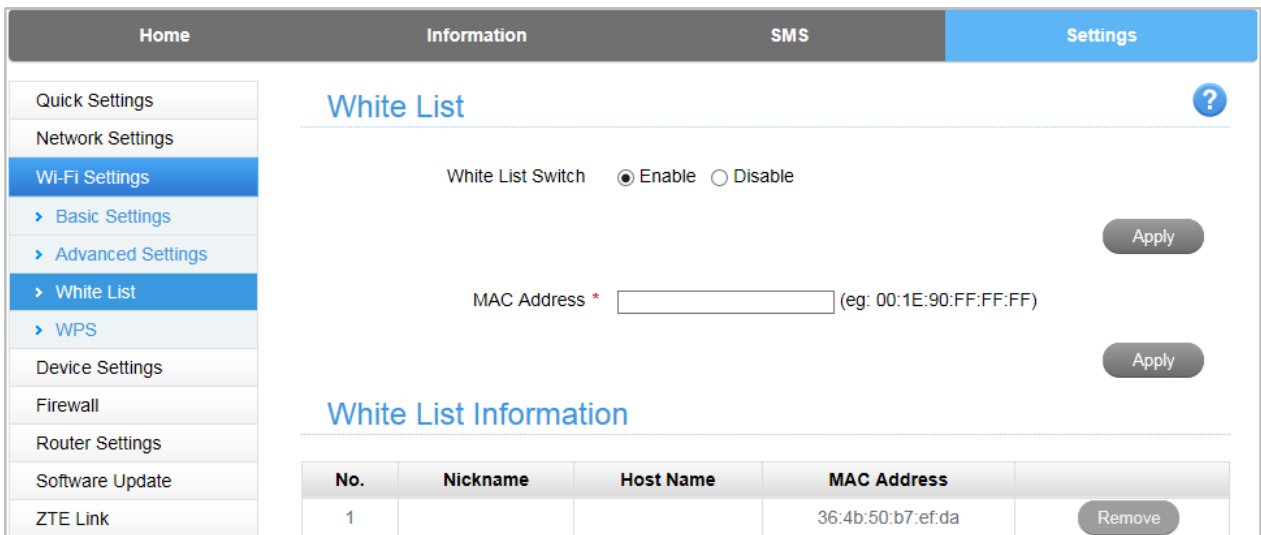 Home Information SMS Settings
Quick Settings
Network Settings
Wi-Fi Settings
Basic Settings
Advanced Settings
White List
WPS
Device Settings
Firewall
Router Settings
Software Update
ZTE Link
White List ?
White List Switch Enable Disable
Apply
MAC Address * (eg: 00:1E:90:FF:FF:FF)
Apply
White List Information
No. Nickname Host Name MAC Address
1 36:4b:50:b7:ef:da Remove